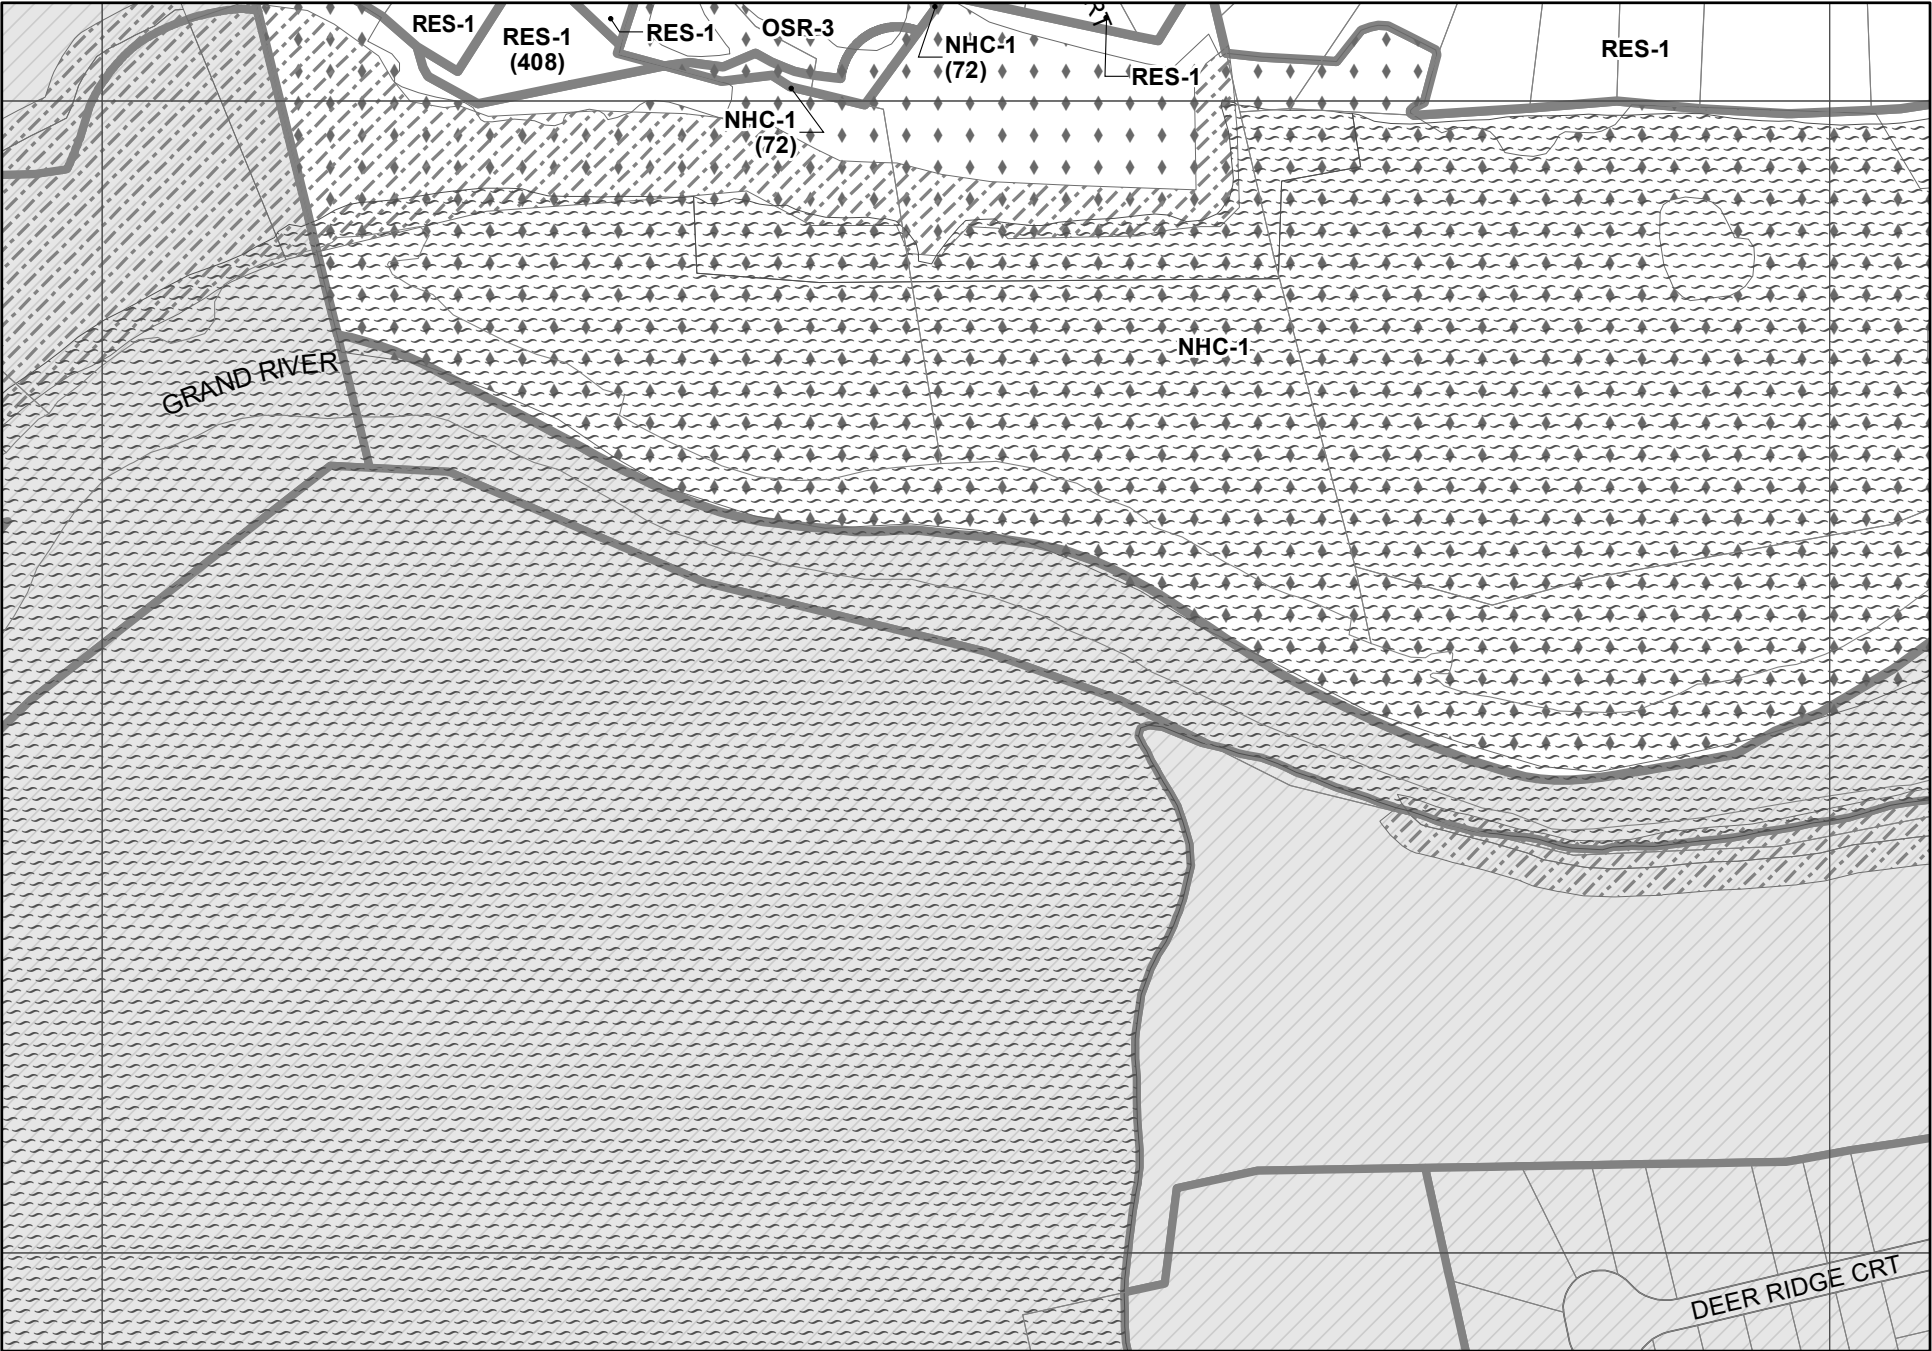 RES-1
RES-1
(408)
RES-1
OSR-3
NHC-1
(72)
RES-1
RES-1
NHC-1
(72)
NHC-1
GRAND RIVER
DEER RIDGE CRT